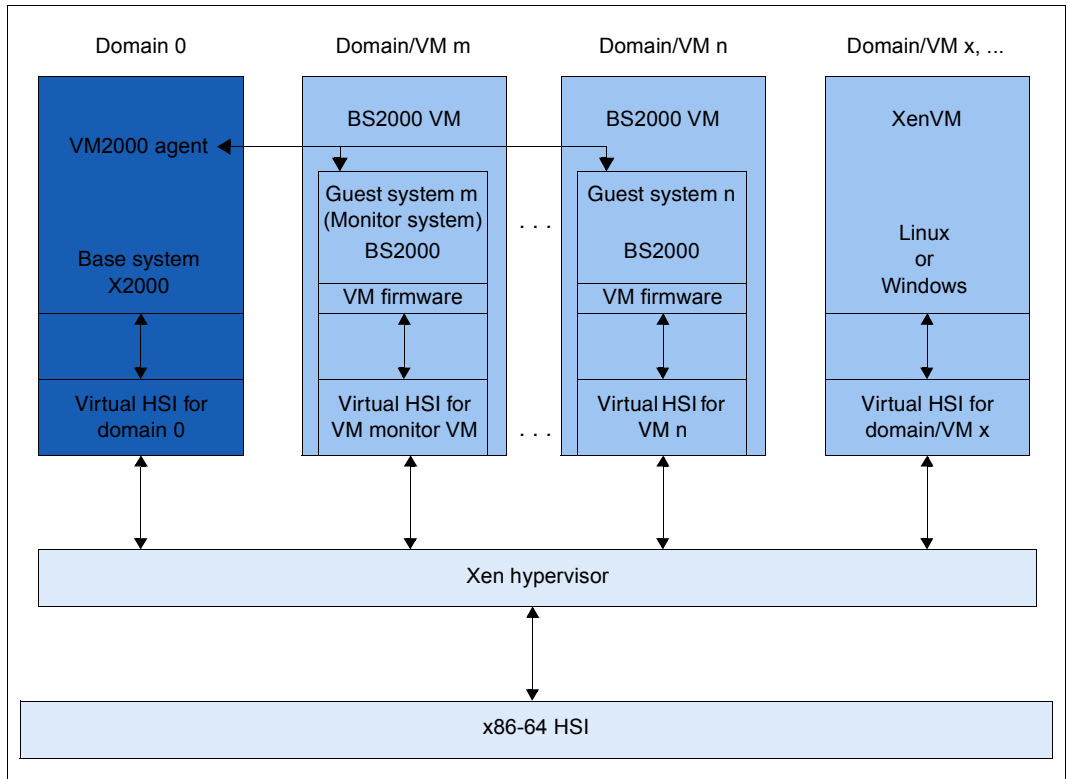 Domain 0
Domain/VM m
Domain/VM n
Domain/VM x, ...
BS2000 VM
BS2000 VM
XenVM
VM2000 agent
Guest system m
(Monitor system)
BS2000
Guest system n
BS2000
. . .
Base system
X2000
Linux
or
Windows
VM firmware
VM firmware
Virtual HSI for
domain 0
Virtual HSI for
VM monitor VM
. . .
Virtual HSI for
VM n
Virtual HSI for
domain/VM x
Xen hypervisor
x86-64 HSI